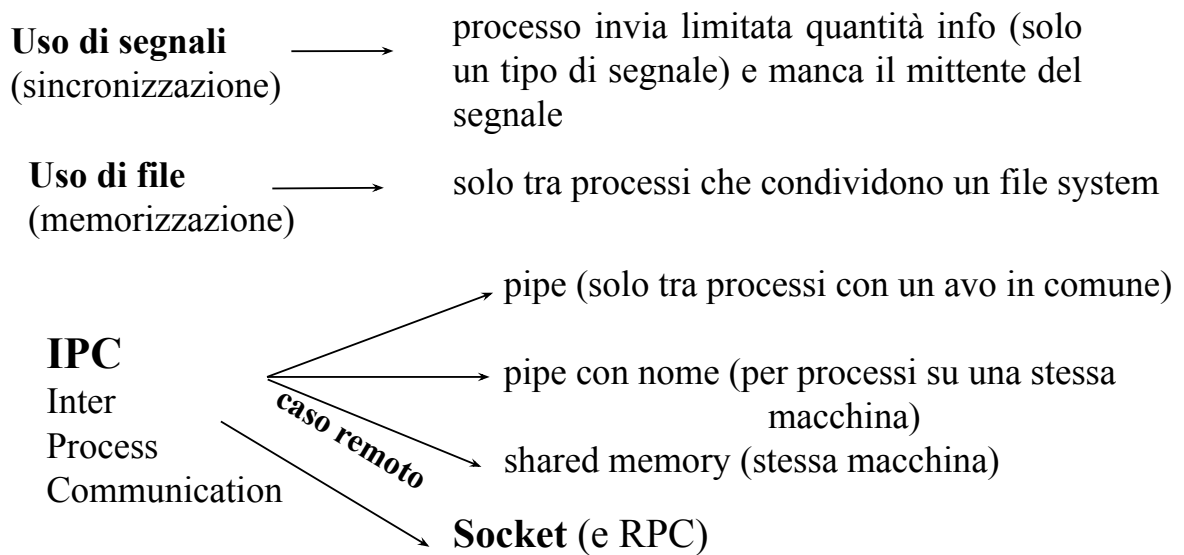 Uso di segnali
(sincronizzazione)
processo invia limitata quantità info (solo
un tipo di segnale) e manca il mittente del
segnale
Uso di file
(memorizzazione)
solo tra processi che condividono un file system
IPC
Inter
Process
Communication
pipe (solo tra processi con un avo in comune)
pipe con nome (per processi su una stessa
macchina)
shared memory (stessa macchina)
caso remoto
Socket (e RPC)